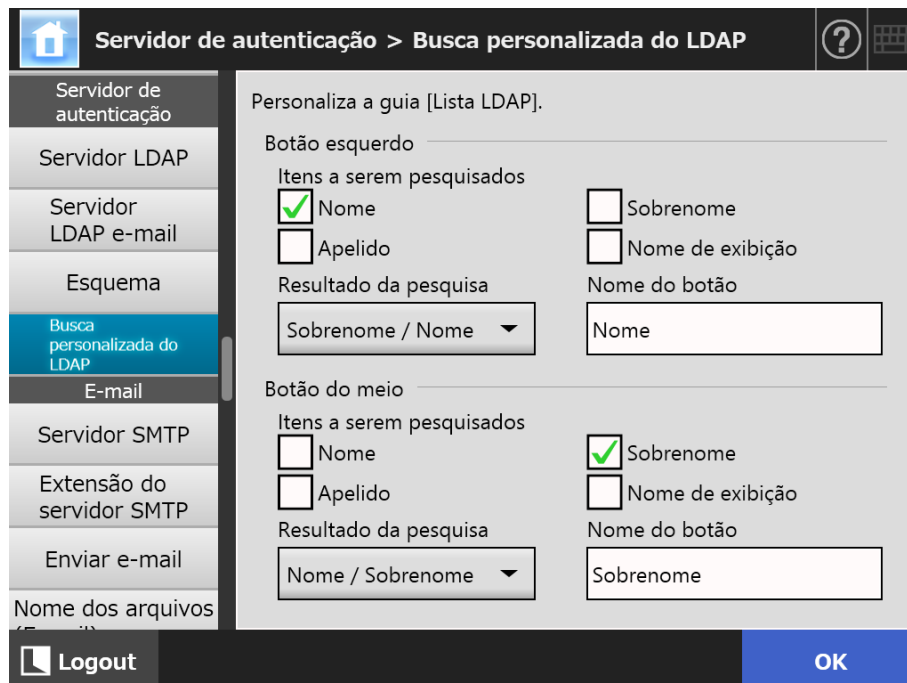 Servidor de autenticação > Busca personalizada do LDAP
?
Servidor de
autenticação
Servidor LDAP
Servidor
LDAP e-mail
Esquema
Busca
personalizada do
LDAP
E-mail
Servidor SMTP
Extensão do
servidor SMTP
Enviar e-mail
Nome dos arquivos
Personaliza a guia [Lista LDAP].
Botão esquerdo
Itens a serem pesquisados
Nome
Sobrenome
Apelido
Nome de exibição
Resultado da pesquisa
Nome do botão
Sobrenome / Nome
Nome
Botão do meio
Itens a serem pesquisados
Nome
Sobrenome
Apelido
Nome de exibição
Resultado da pesquisa
Nome do botão
Nome / Sobrenome
Sobrenome
Logout
OK